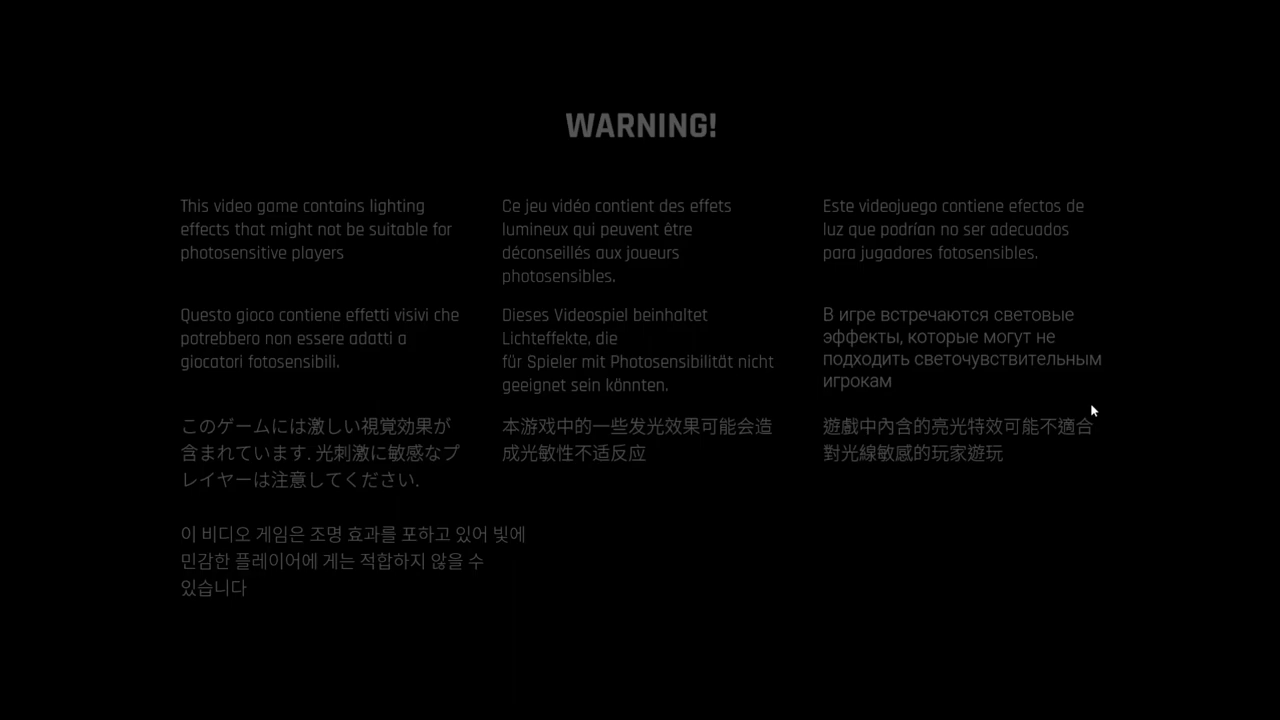 WARNING!
This video game contains lighting
effects that might not be suitable for
photosensitive players
Ce jeu vidéo contient des effets
lumineux qui peuvent être
déconseillés aux joueurs
photosensibles.
Este videojuego contiene efectos de
luz que podrían no ser adecuados
para jugadores fotosensibles.
Questo gioco contiene effetti visivi che
potrebbero non essere adatti a
giocatori fotosensibili.
Dieses Videospiel beinhaltet
Lichteffekte, die
für Spieler mit Photosensibilität nicht
geeignet sein könnten.
В игре встречаются световые
эффекты, которые могут не
подходить светочувствительным
игрокам
このゲームには激しい視覚効果が
含まれています. 光刺激に敏感なプ
レイヤーは注意してください.
本游戏中的一些发光效果可能会造
成光敏性不适反应
遊戲中內含的亮光特效可能不適合
對光線敏感的玩家遊玩
이 비디오 게임은 조명 효과를 포하고 있어 빛에
민감한 플레이어에 게는 적합하지 않을 수
있습니다